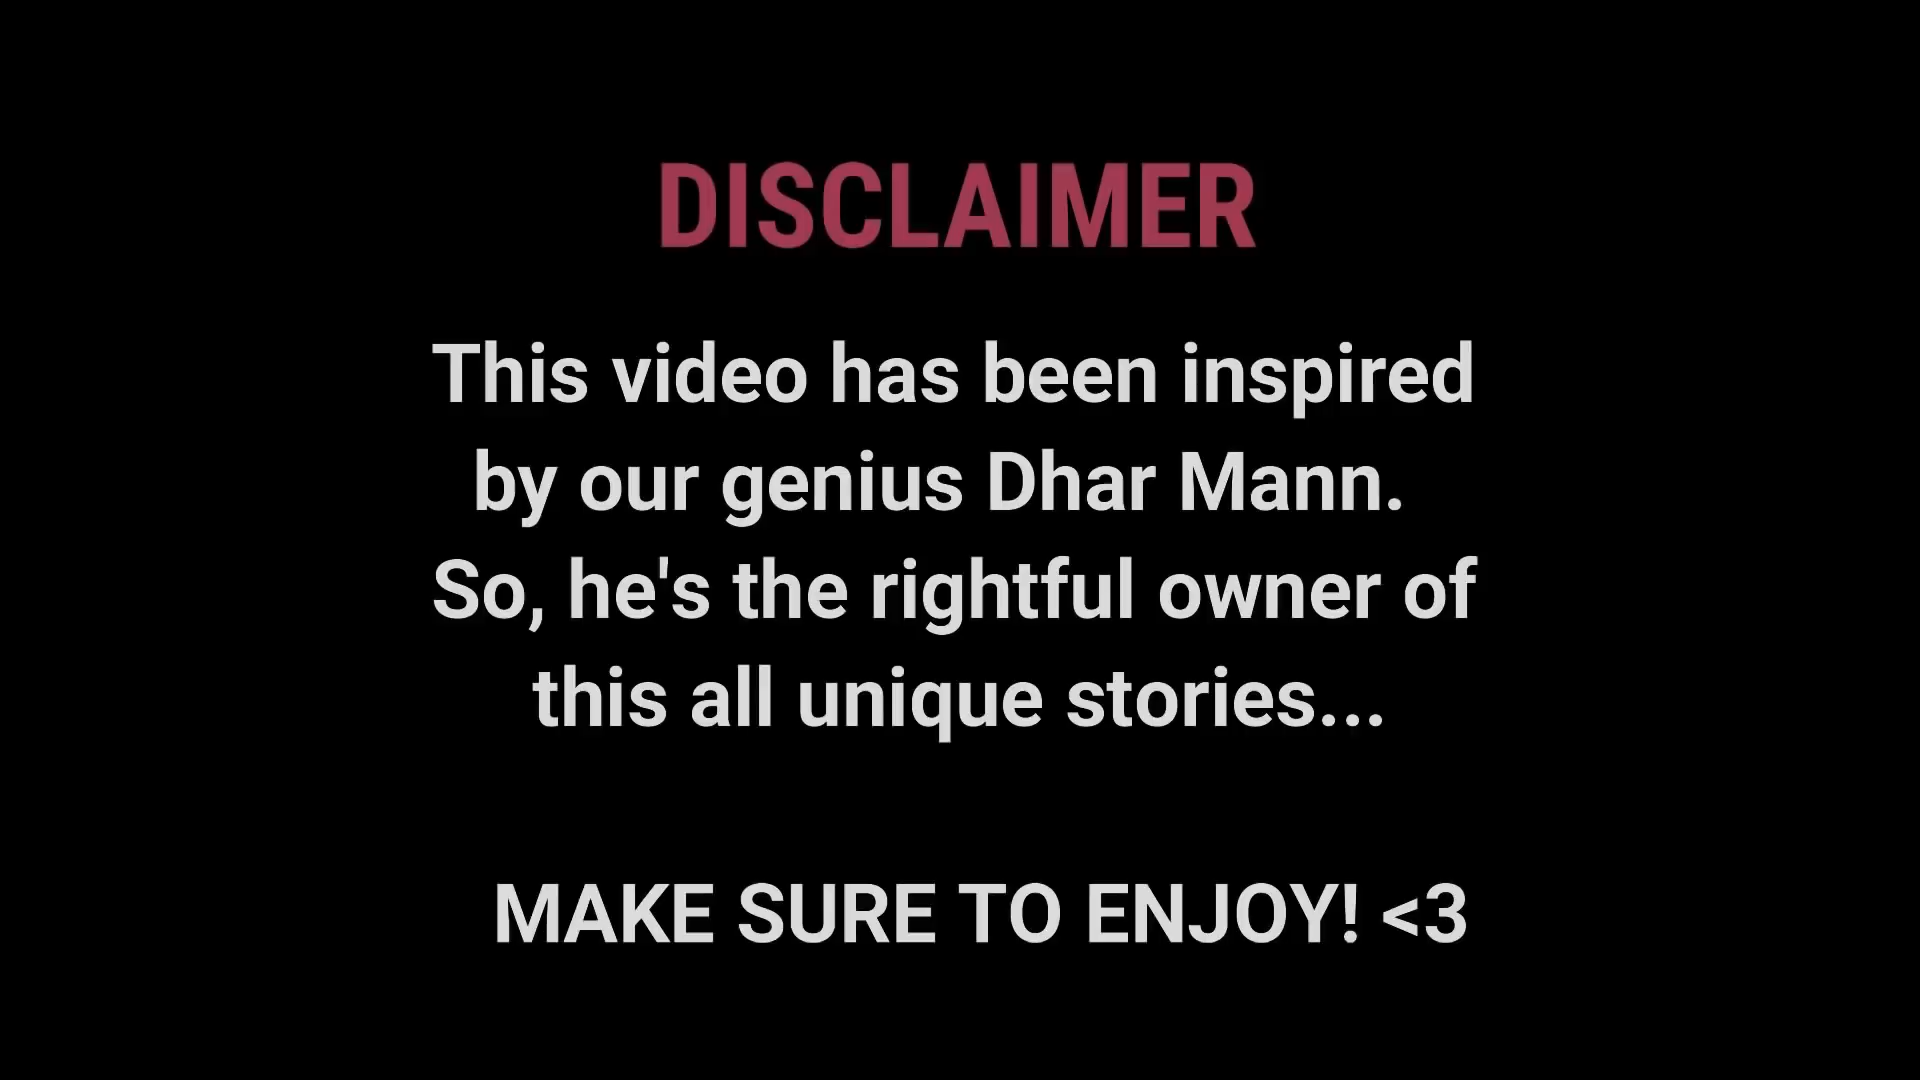 DISCLAIMER
This video has been inspired
by our genius Dhar Mann.
So, he's the rightful owner of
this all unique stories...
MAKE SURE TO ENJOY! <3